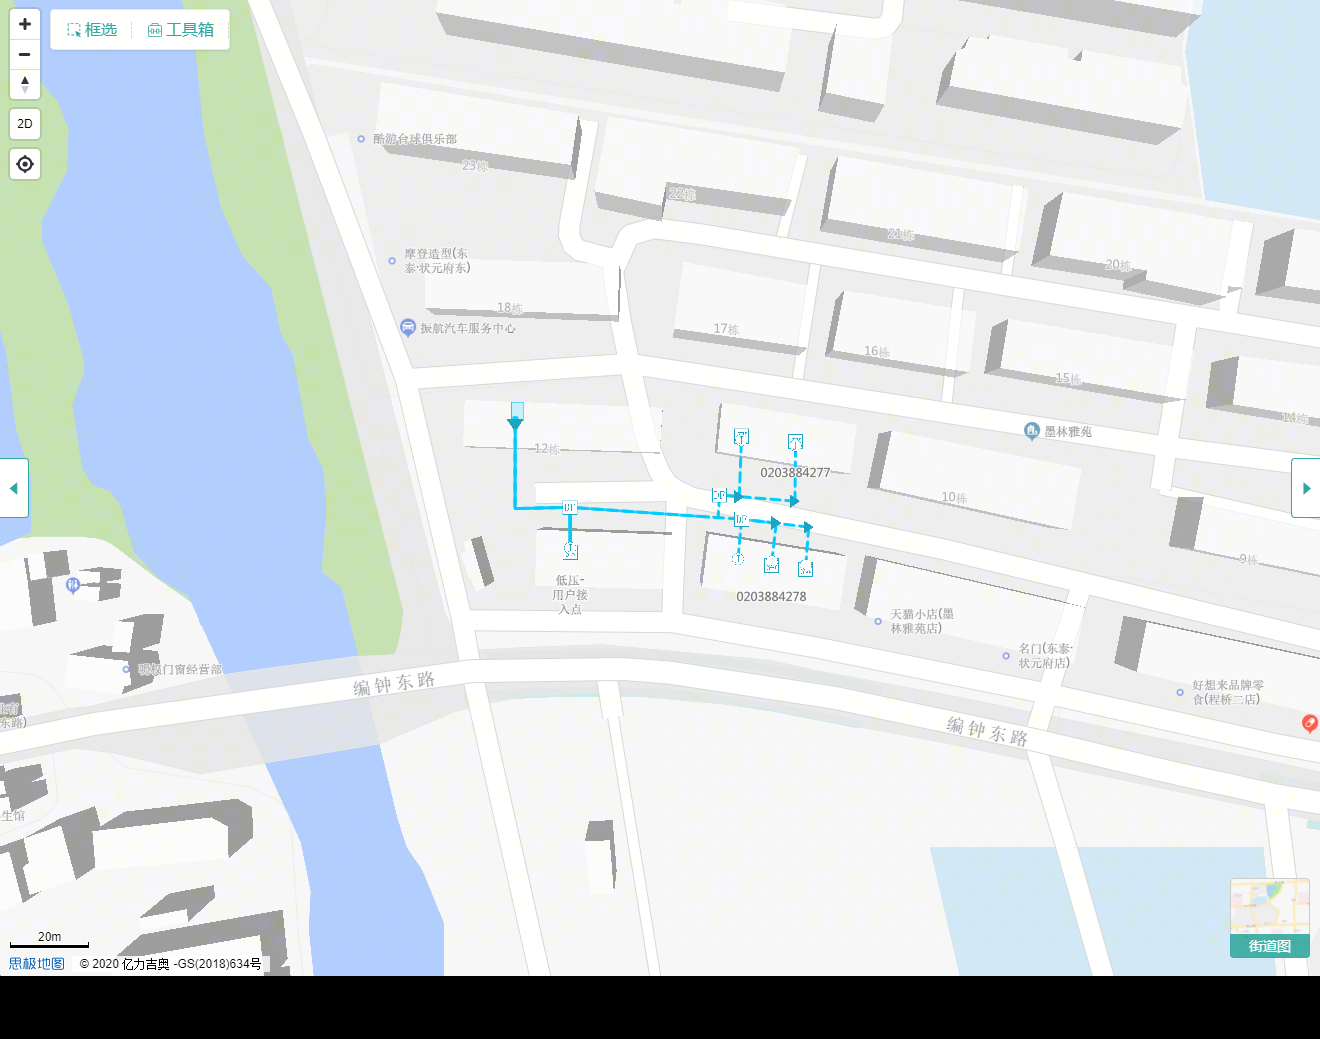 框选
工具箱
2D
酷游台球俱乐部
23栋
22栋
21栋
20栋
摩登造型(东
泰·状元府东)
18栋
振航汽车服务中心
17栋
16栋
15栋
14栋
墨林雅苑
12栋
0203884277
10栋
DP
DP
9栋
低压-
用户接
入点
0203884278
天猫小店(墨
林雅苑店)
名门(东泰·
状元府店)
门窗经营部
编钟东路
好想来品牌零
食(程桥二店)
东路)
编钟东路
生馆
20m
思极地图
© 2020 亿力吉奥 -GS(2018)634号
街道图